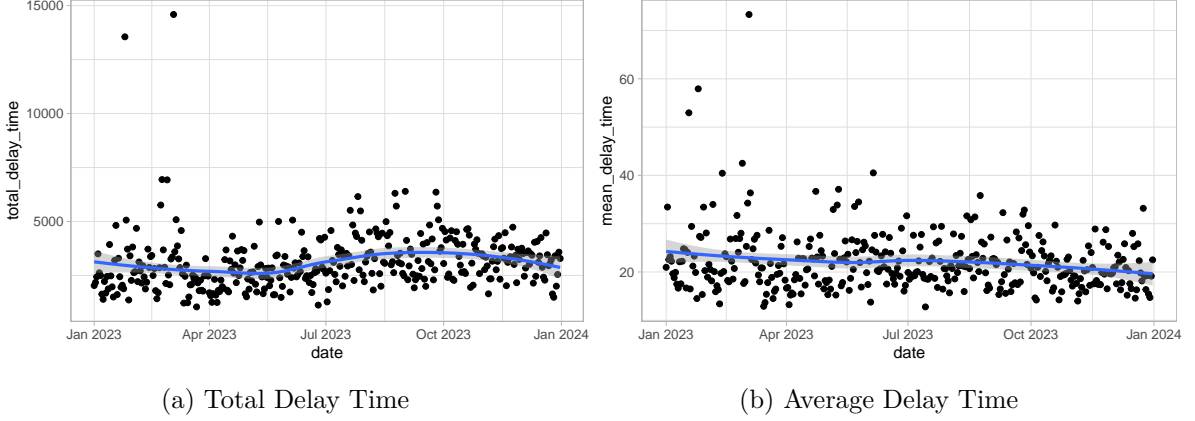 15000
10000
5000
total_delay_time
Jan 2023 Apr 2023 Jul 2023 Oct 2023 Jan 2024
date
(a) Total Delay Time
60
40
20
mean_delay_time
Jan 2023 Apr 2023 Jul 2023 Oct 2023 Jan 2024
date
(b) Average Delay Time